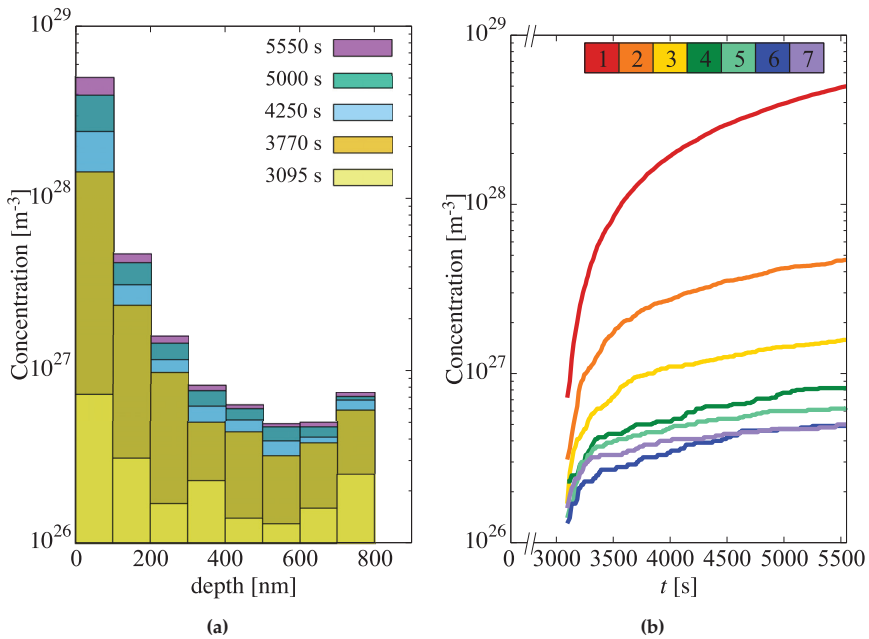 10^29
10^28
10^27
10^26
Concentration [m^-3]
5550 s
5000 s
4250 s
3770 s
3095 s
0 200 400 600 800
depth [nm]
(a)
10^29
10^28
10^27
10^26
Concentration [m^-3]
1 2 3 4 5 6 7
0 3000 3500 4000 4500 5000 5500
t [s]
(b)